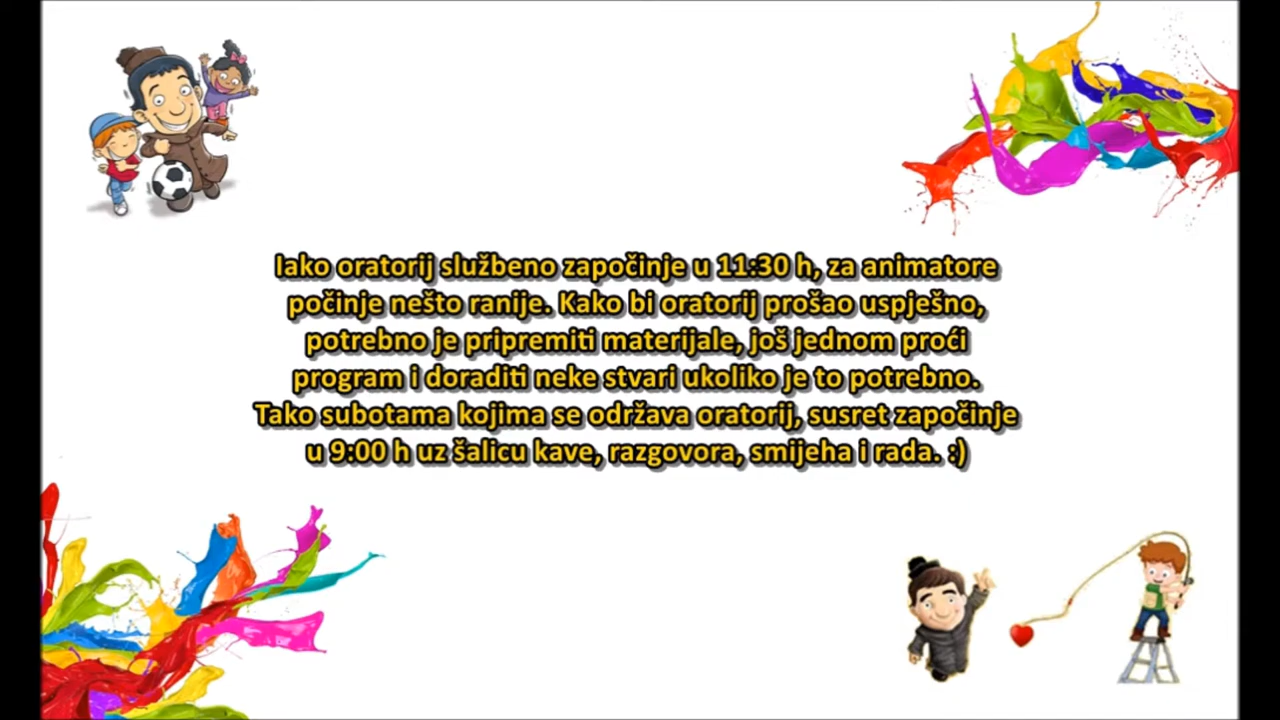 Iako oratorij službeno započinje u 11:30 h, za animatore
počinje nešto ranije. Kako bi oratorij prošao uspješno,
potrebno je pripremiti materijale, još jednom proći
program i doraditi neke stvari ukoliko je to potrebno.
Tako subotama kojima se održava oratorij, susret započinje
u 9:00 h uz šalicu kave, razgovora, smijeha i rada. :)